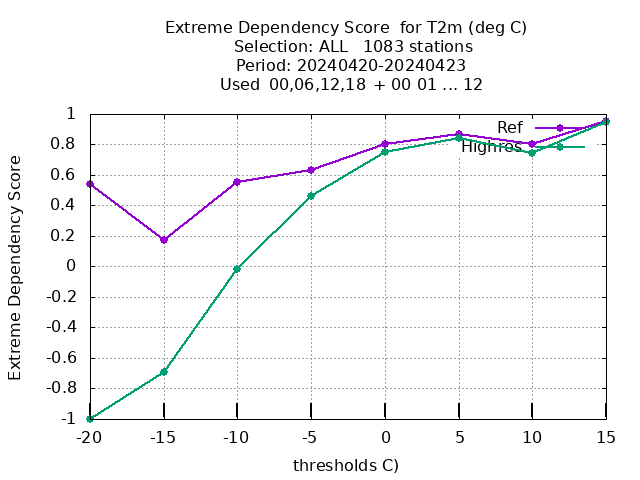 Extreme Dependency Score  for T2m (deg C)
Selection: ALL   1083 stations
Period: 20240420-20240423
Used  00,06,12,18  + 00 01 ... 12
Extreme Dependency Score
1
0.8
0.6
0.4
0.2
0
-0.2
-0.4
-0.6
-0.8
-1
Ref
Highres
-20 -15 -10 -5 0 5 10 15
thresholds C)